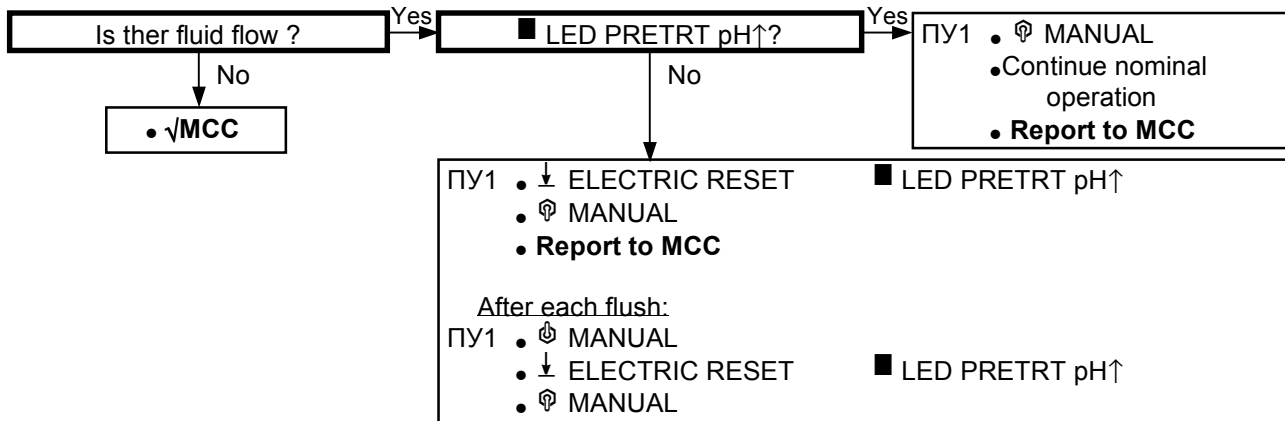 Is ther fluid flow ?
Yes
■ LED PRETRT pH↑?
Yes
No
• √MCC
No
ПУ1 • MANUAL
•Continue nominal
operation
• Report to MCC
ПУ1 • ELECTRIC RESET ■ LED PRETRT pH↑
• MANUAL
• Report to MCC
After each flush:
ПУ1 • MANUAL
• ELECTRIC RESET ■ LED PRETRT pH↑
• MANUAL